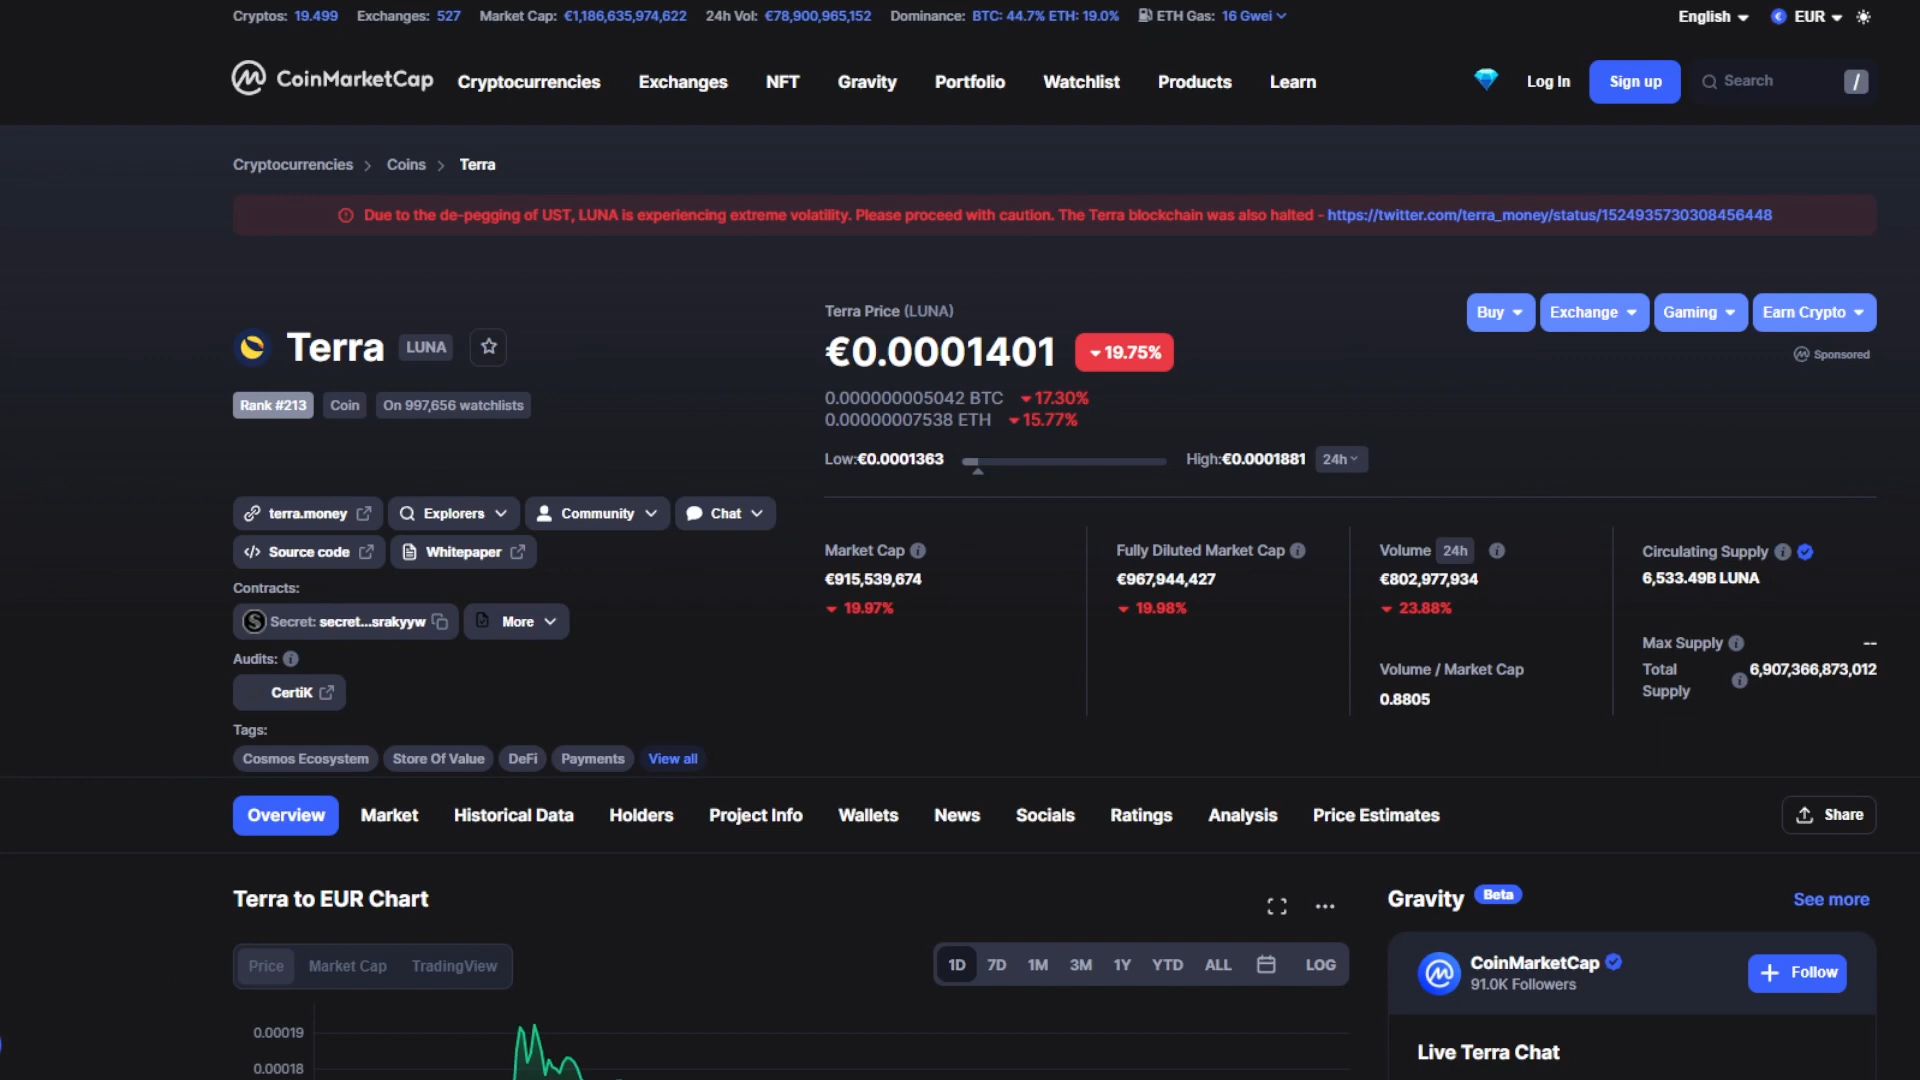 Cryptos: 19.499 Exchanges: 527 Market Cap: €1,186,635,974,622 24h Vol: €78,900,965,152 Dominance: BTC: 44.7% ETH: 19.0% ETH Gas: 16 Gwei English EUR
CoinMarketCap Cryptocurrencies Exchanges NFT Gravity Portfolio Watchlist Products Learn Log In Sign up Search /
Cryptocurrencies > Coins > Terra
Due to the de-pegging of UST, LUNA is experiencing extreme volatility. Please proceed with caution. The Terra blockchain was also halted - https://twitter.com/terra_money/status/1524935730308456448
Terra LUNA
Rank #213 Coin On 997,656 watchlists
terra.money Explorers Community Chat
Source code Whitepaper
Contracts:
Secret: secret...srakyyw More
Audits:
CertiK
Tags:
Cosmos Ecosystem Store Of Value DeFi Payments View all
Terra Price (LUNA)
€0.0001401 19.75%
0.000000005042 BTC 17.30%
0.00000007538 ETH 15.77%
Low:€0.0001363 High:€0.0001881 24h
Buy Exchange Gaming Earn Crypto
Sponsored
Market Cap
€915,539,674
19.97%
Fully Diluted Market Cap
€967,944,427
19.98%
Volume 24h
€802,977,934
23.88%
Volume / Market Cap
0.8805
Circulating Supply
6,533.49B LUNA
Max Supply --
Total Supply 6,907,366,873,012
Overview Market Historical Data Holders Project Info Wallets News Socials Ratings Analysis Price Estimates Share
Terra to EUR Chart
Price Market Cap TradingView 1D 7D 1M 3M 1Y YTD ALL LOG
0.00019
0.00018
Gravity Beta See more
CoinMarketCap
91.0K Followers
+ Follow
Live Terra Chat